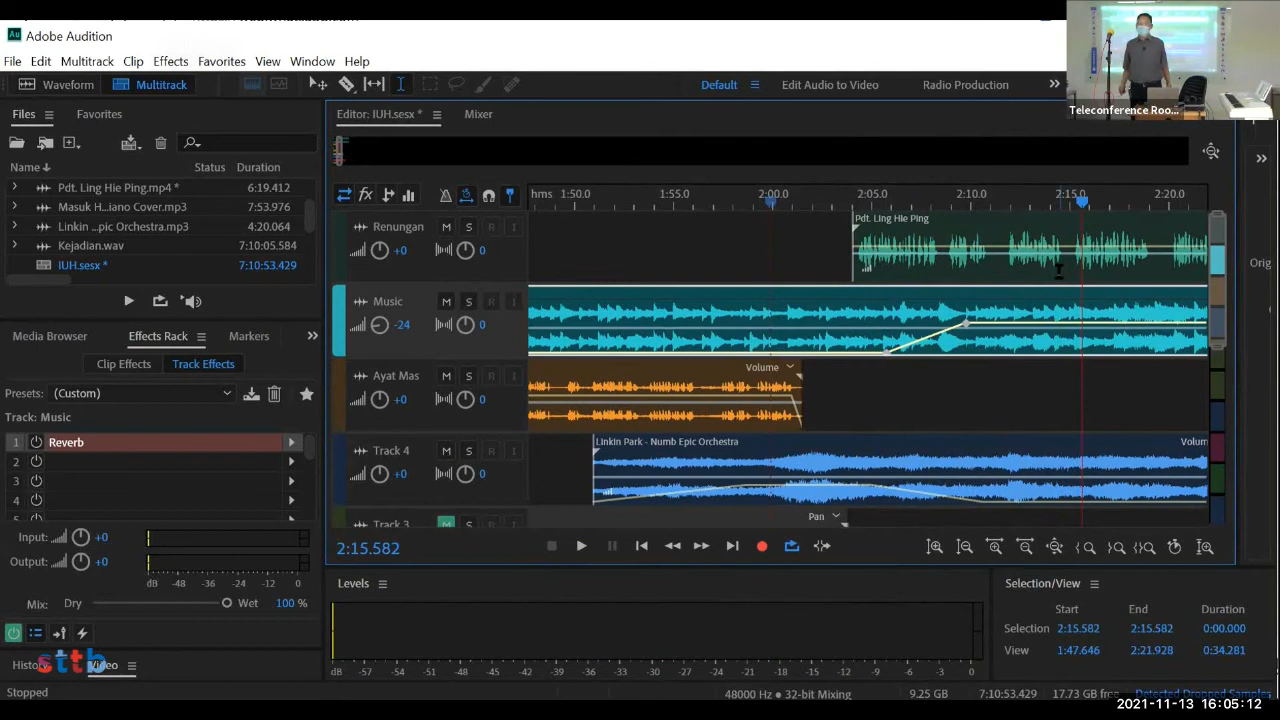 Adobe Audition
File Edit Multitrack Clip Effects Favorites View Window Help
Waveform Multitrack
Default Edit Audio to Video Radio Production
Teleconference Roo...
Files Favorites
Name Status Duration
Pdt. Ling Hie Ping.mp4 * 6:19.412
Masuk H...iano Cover.mp3 7:53.976
Linkin ...pic Orchestra.mp3 4:20.064
Kejadian.wav 7:10:05.584
IUH.sesx * 7:10:53.429
Media Browser Effects Rack Markers
Clip Effects Track Effects
Presets: (Custom)
Track: Music
1 Reverb
2
3
4
Input: +0
Output: +0
dB -48 -36 -24 -12 0
Mix: Dry Wet 100 %
History Video
sttb
Stopped
Editor: IUH.sesx * Mixer
hms 1:50.0 1:55.0 2:00.0 2:05.0 2:10.0 2:15.0 2:20.0
Renungan M S R I
+0 0
Pdt. Ling Hie Ping
Music M S R I
-24 0
Ayat Mas M S R I
+0 0
Volume
Track 4 M S R I
+0 0
Linkin Park - Numb Epic Orchestra
Volum
Track 3 M S R I
Pan
Orig
2:15.582
Levels
dB -57 -54 -51 -48 -45 -42 -39 -36 -33 -30 -27 -24 -21 -18 -15 -12 -9 -6 -3 0
Selection/View
Start End Duration
Selection 2:15.582 2:15.582 0:00.000
View 1:47.646 2:21.928 0:34.281
48000 Hz ● 32-bit Mixing 9.25 GB 7:10:53.429 17.73 GB free Detected Dropped Samples
2021-11-13 16:05:12